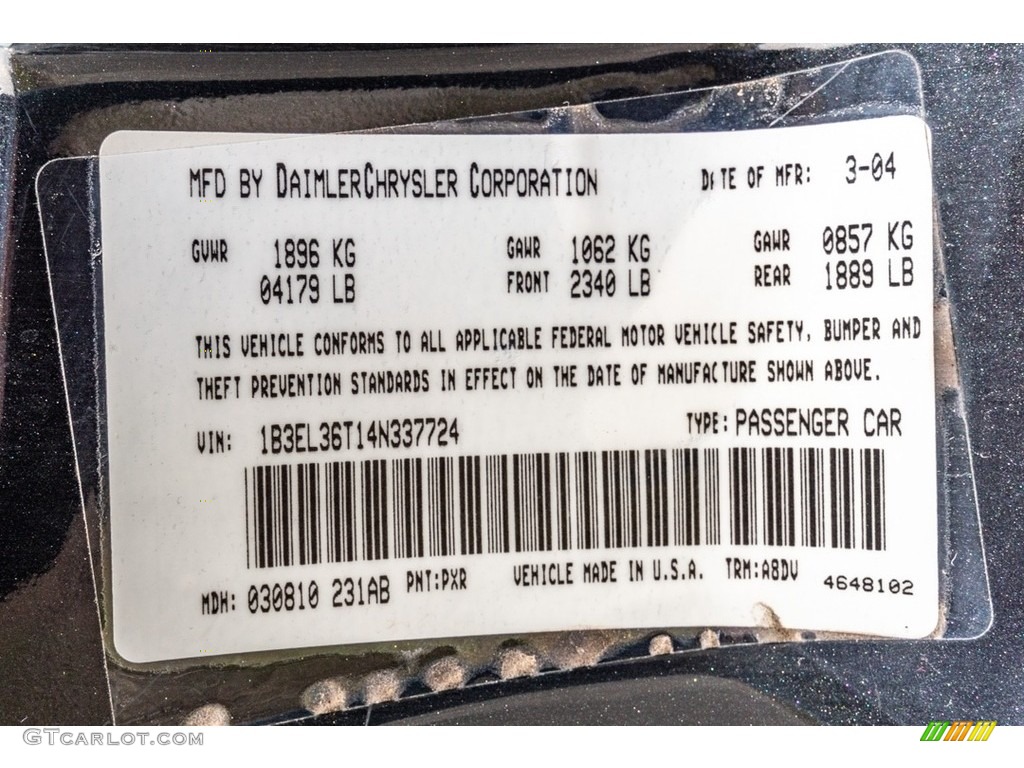 MFD BY DAIMLERCHRYSLER CORPORATION DATE OF MFR: 3-04
GVWR 1896 KG GAWR 1062 KG GAWR 0857 KG
04179 LB FRONT 2340 LB REAR 1889 LB
THIS VEHICLE CONFORMS TO ALL APPLICABLE FEDERAL MOTOR VEHICLE SAFETY, BUMPER AND
THEFT PREVENTION STANDARDS IN EFFECT ON THE DATE OF MANUFACTURE SHOWN ABOVE.
VIN: 1B3EL36T14N337724 TYPE: PASSENGER CAR
MDH: 030810 231AB PNT:PXR VEHICLE MADE IN U.S.A. TRM:A8DV 4648102
GTCARLOT.COM